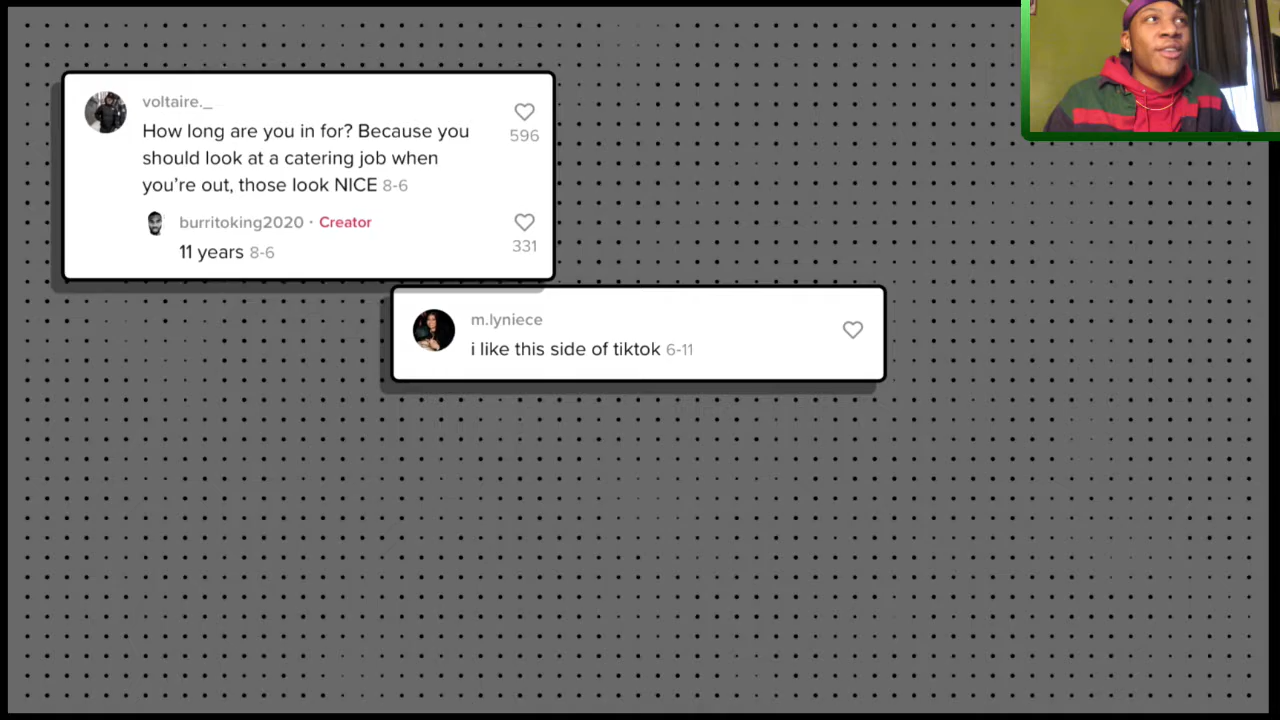 voltaire._
How long are you in for? Because you
should look at a catering job when
you’re out, those look NICE 8-6
596
burritoking2020 · Creator
11 years 8-6
331
m.lyniece
i like this side of tiktok 6-11